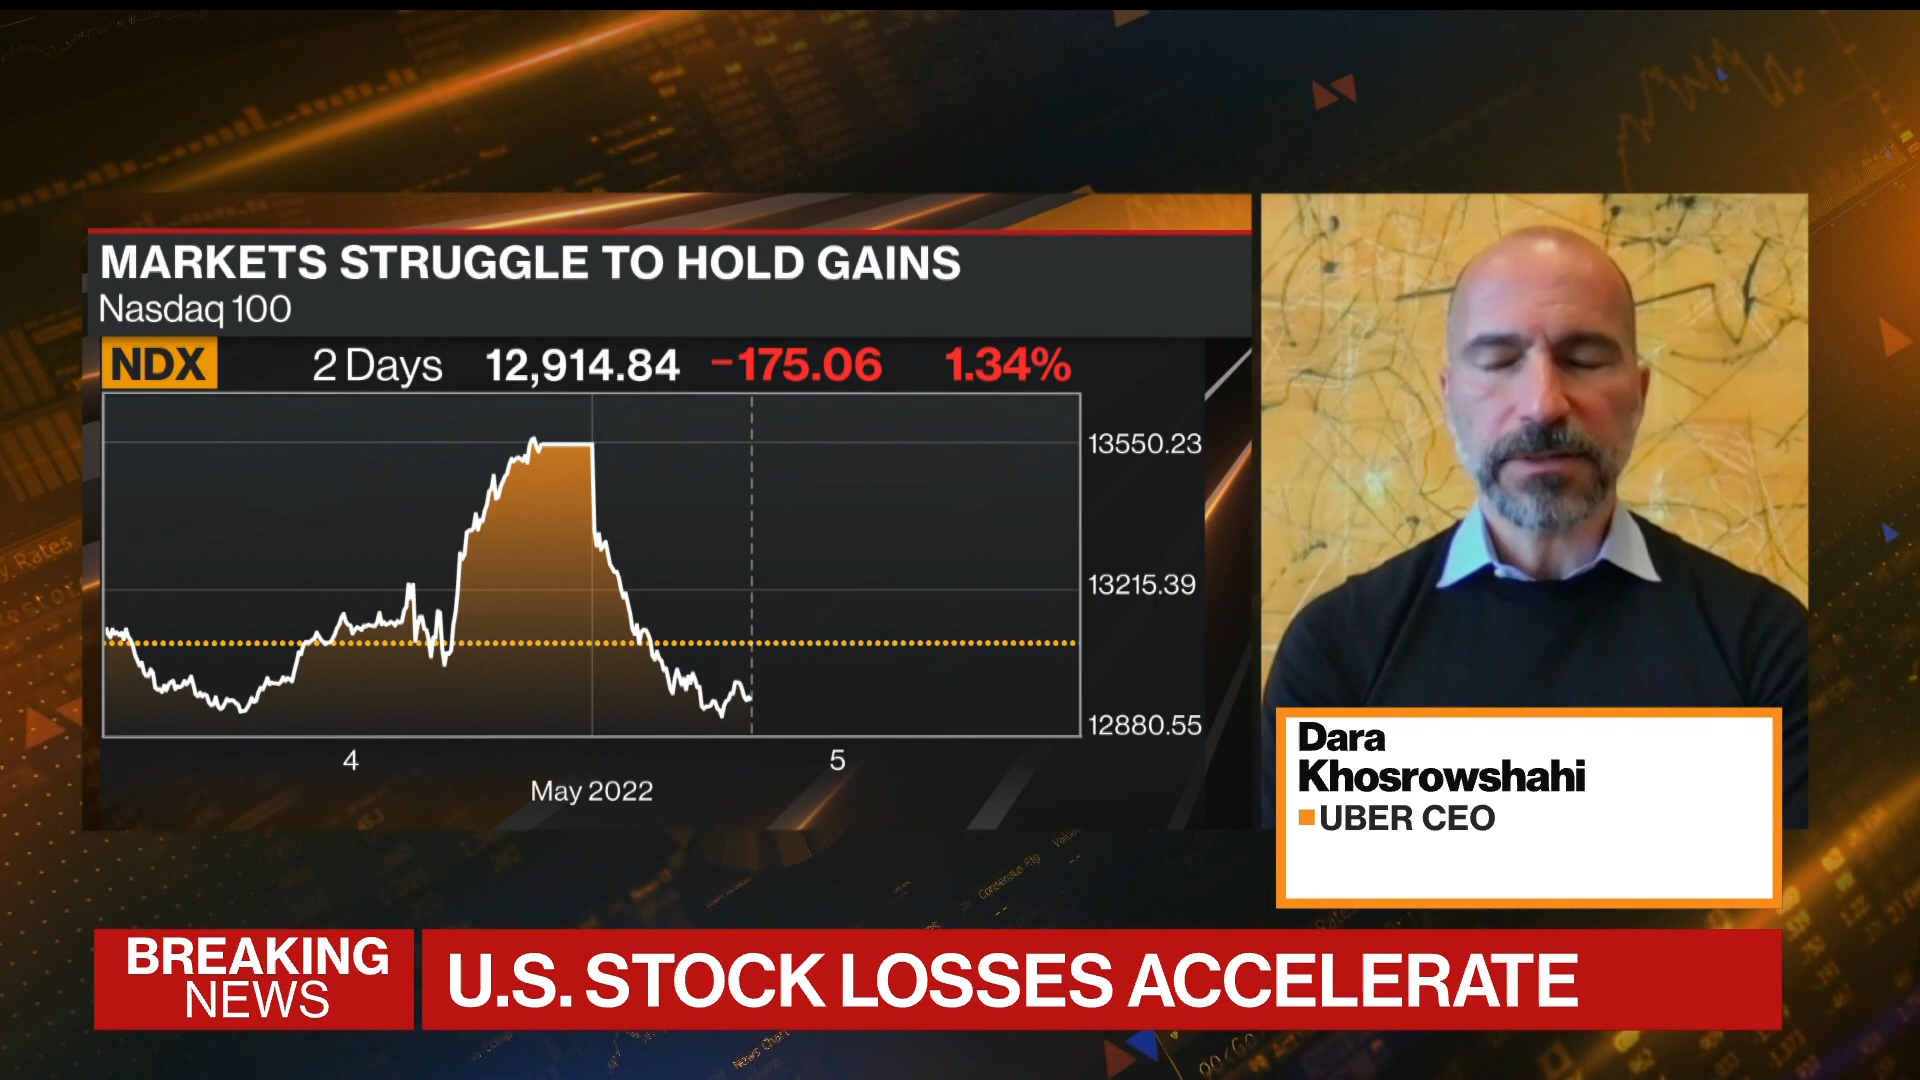 MARKETS STRUGGLE TO HOLD GAINS
Nasdaq 100
NDX 2 Days 12,914.84 -175.06 1.34%
13550.23
13215.39
12880.55
4 5
May 2022
Dara
Khosrowshahi
UBER CEO
BREAKING
NEWS
U.S. STOCK LOSSES ACCELERATE